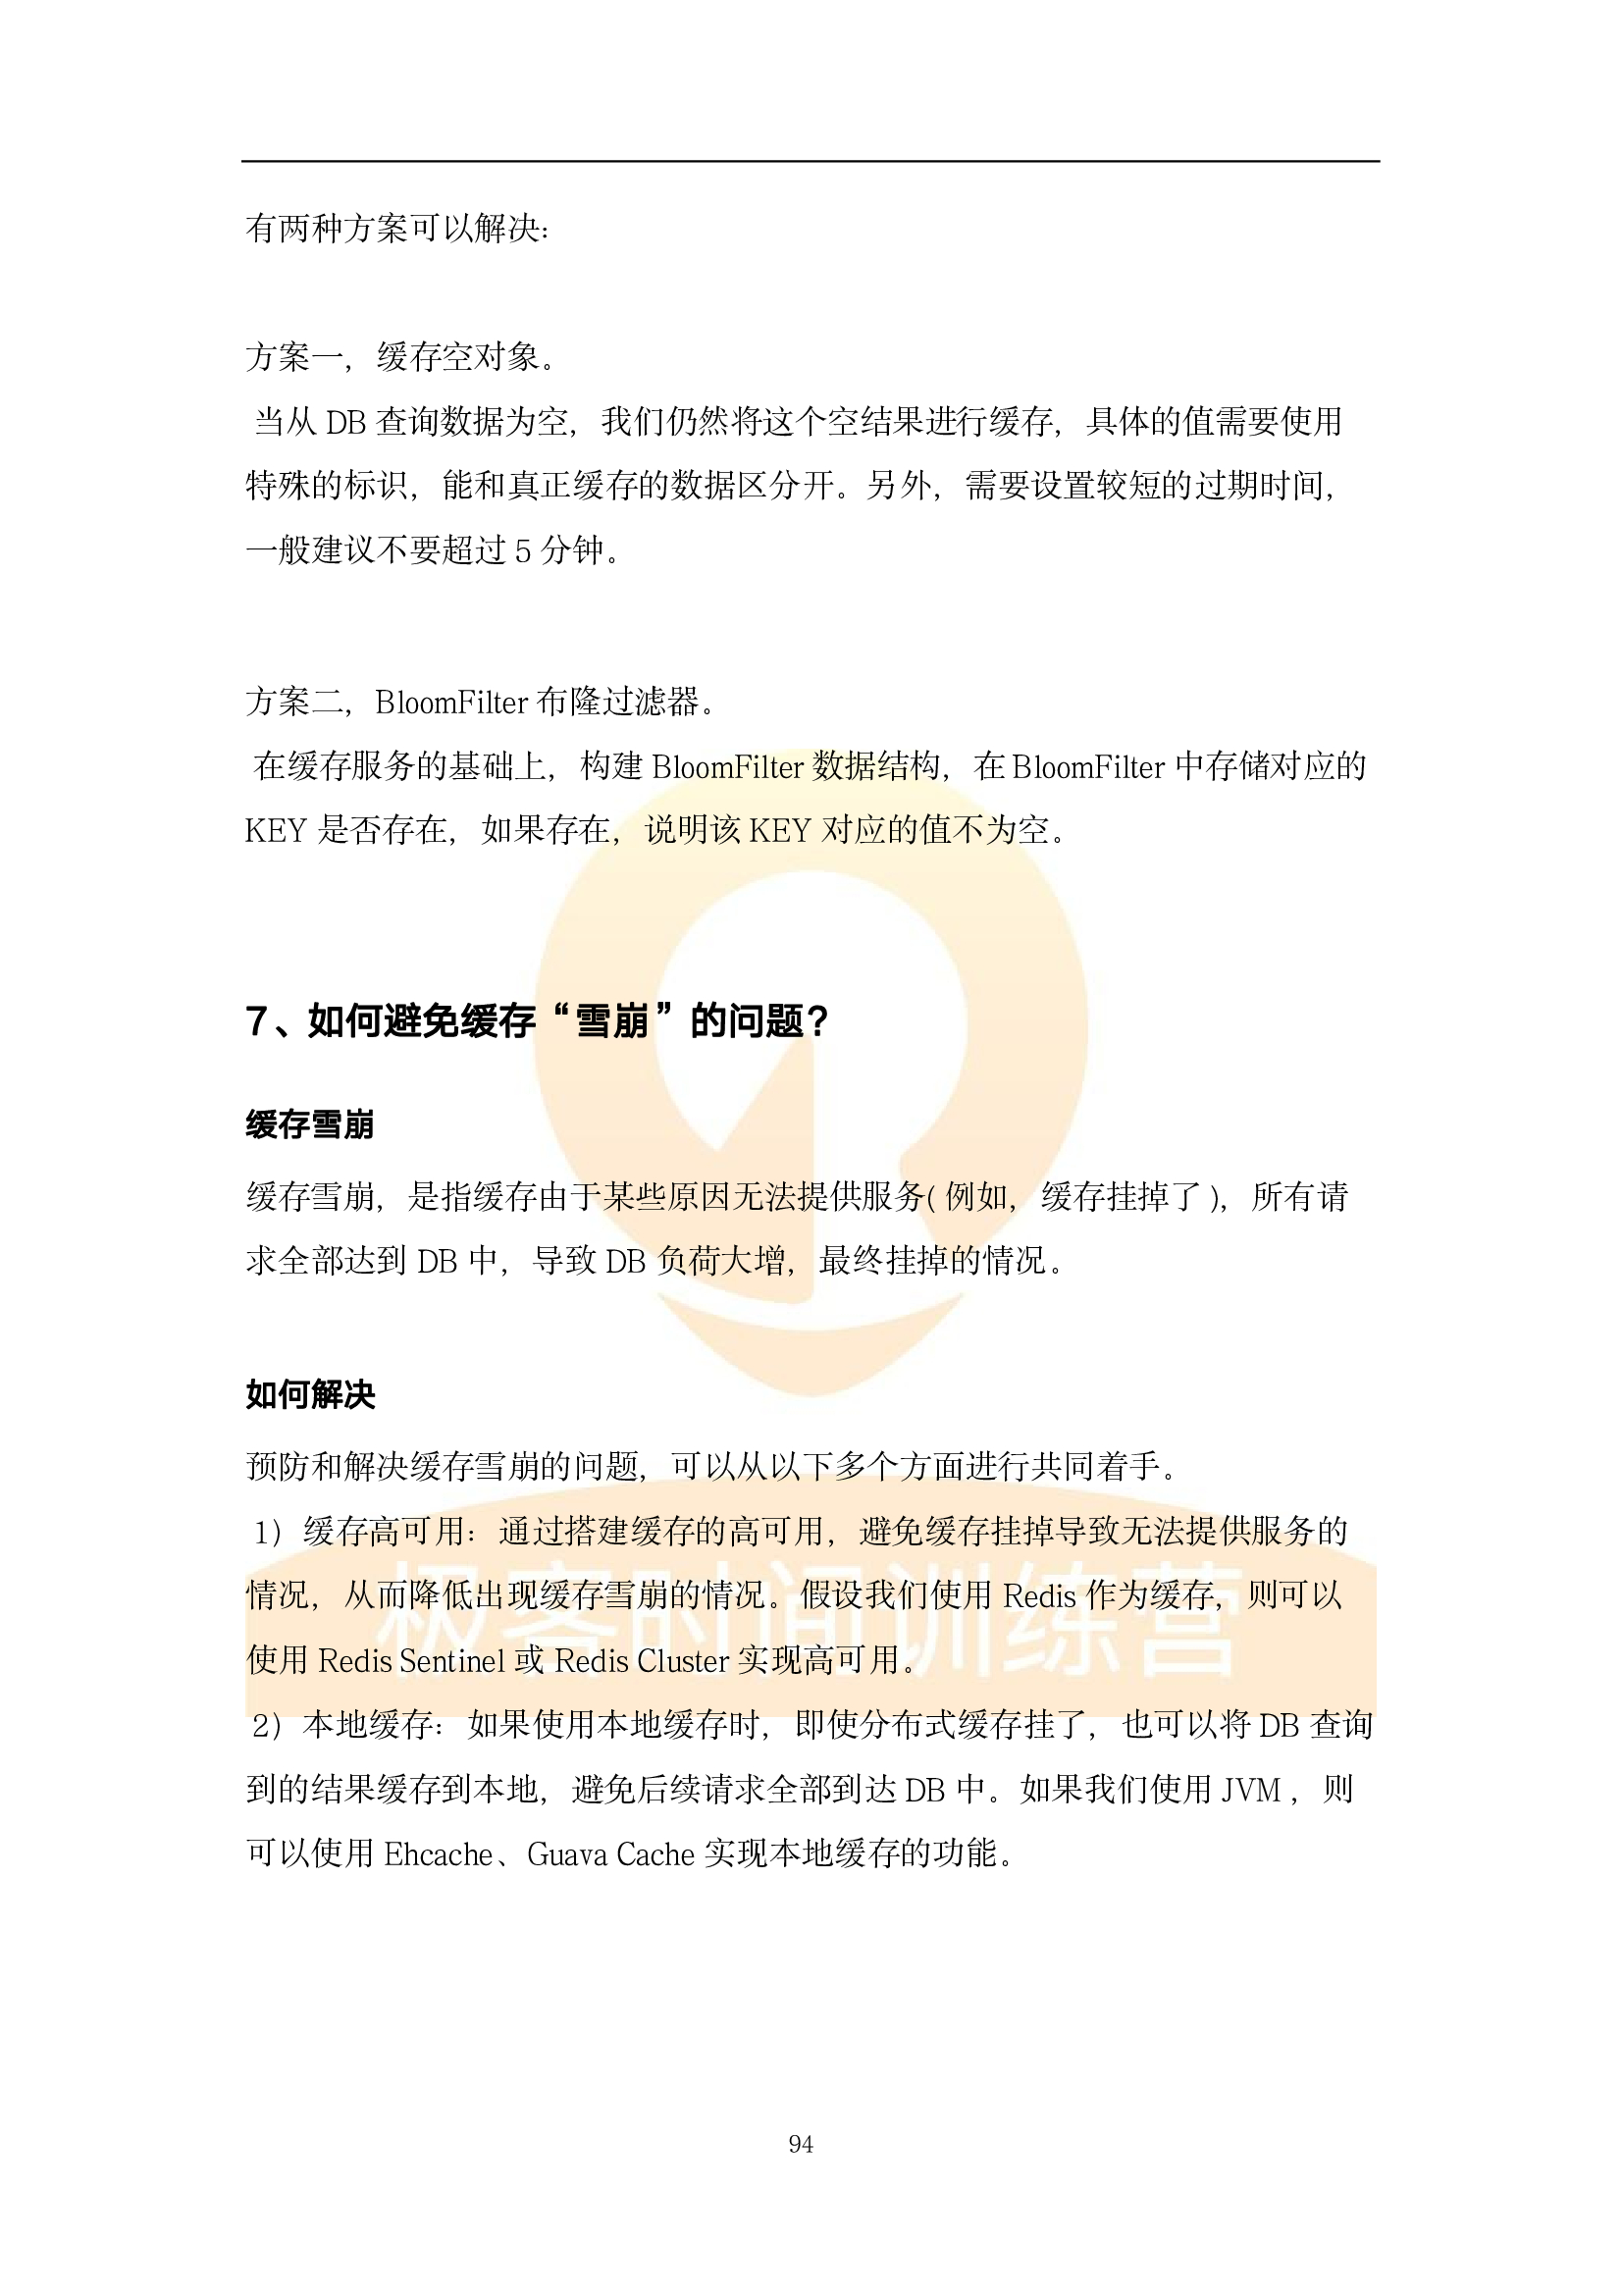 有两种方案可以解决：
方案一，缓存空对象。
当从 DB 查询数据为空，我们仍然将这个空结果进行缓存，具体的值需要使用
特殊的标识，能和真正缓存的数据区分开。另外，需要设置较短的过期时间，
一般建议不要超过 5 分钟。
方案二，BloomFilter 布隆过滤器。
在缓存服务的基础上，构建 BloomFilter 数据结构，在 BloomFilter 中存储对应的
KEY 是否存在，如果存在，说明该 KEY 对应的值不为空。
7、如何避免缓存“雪崩”的问题？
缓存雪崩
缓存雪崩，是指缓存由于某些原因无法提供服务( 例如，缓存挂掉了 )，所有请
求全部达到 DB 中，导致 DB 负荷大增，最终挂掉的情况。
如何解决
预防和解决缓存雪崩的问题，可以从以下多个方面进行共同着手。
1）缓存高可用：通过搭建缓存的高可用，避免缓存挂掉导致无法提供服务的
情况，从而降低出现缓存雪崩的情况。假设我们使用 Redis 作为缓存，则可以
使用 Redis Sentinel 或 Redis Cluster 实现高可用。
极客时间训练营
2）本地缓存：如果使用本地缓存时，即使分布式缓存挂了，也可以将 DB 查询
到的结果缓存到本地，避免后续请求全部到达 DB 中。如果我们使用 JVM ，则
可以使用 Ehcache、Guava Cache 实现本地缓存的功能。
94